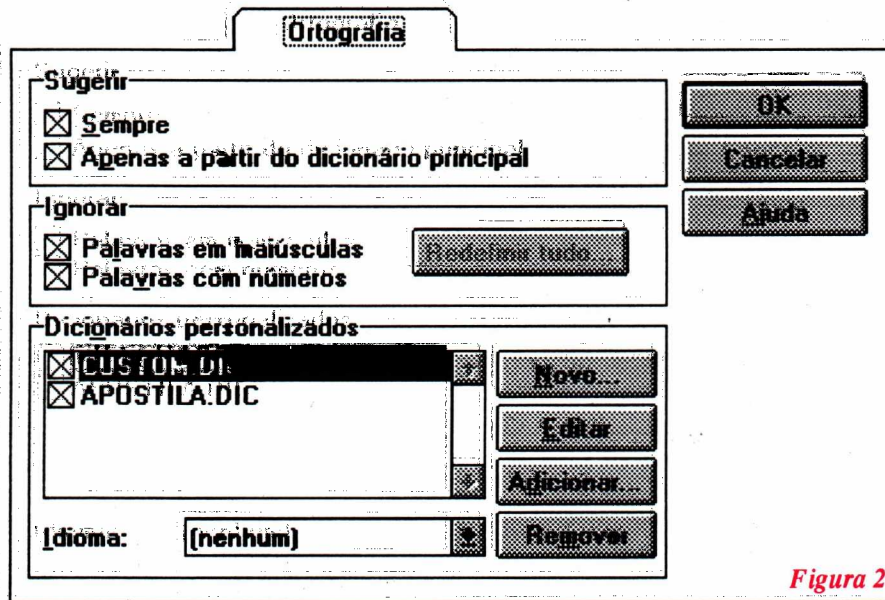 Ortografia
Sugerir
Sempre
Apenas a partir do dicionário principal
OK
Cancelar
Ajuda
Ignorar
Palavras em maiúsculas
Palavras com números
Redefinir tudo...
Dicionários personalizados
CUSTOM.DI
APOSTILA.DIC
Novo...
Editar
Adicionar...
Remover
Idioma: (nenhum)
Figura 2